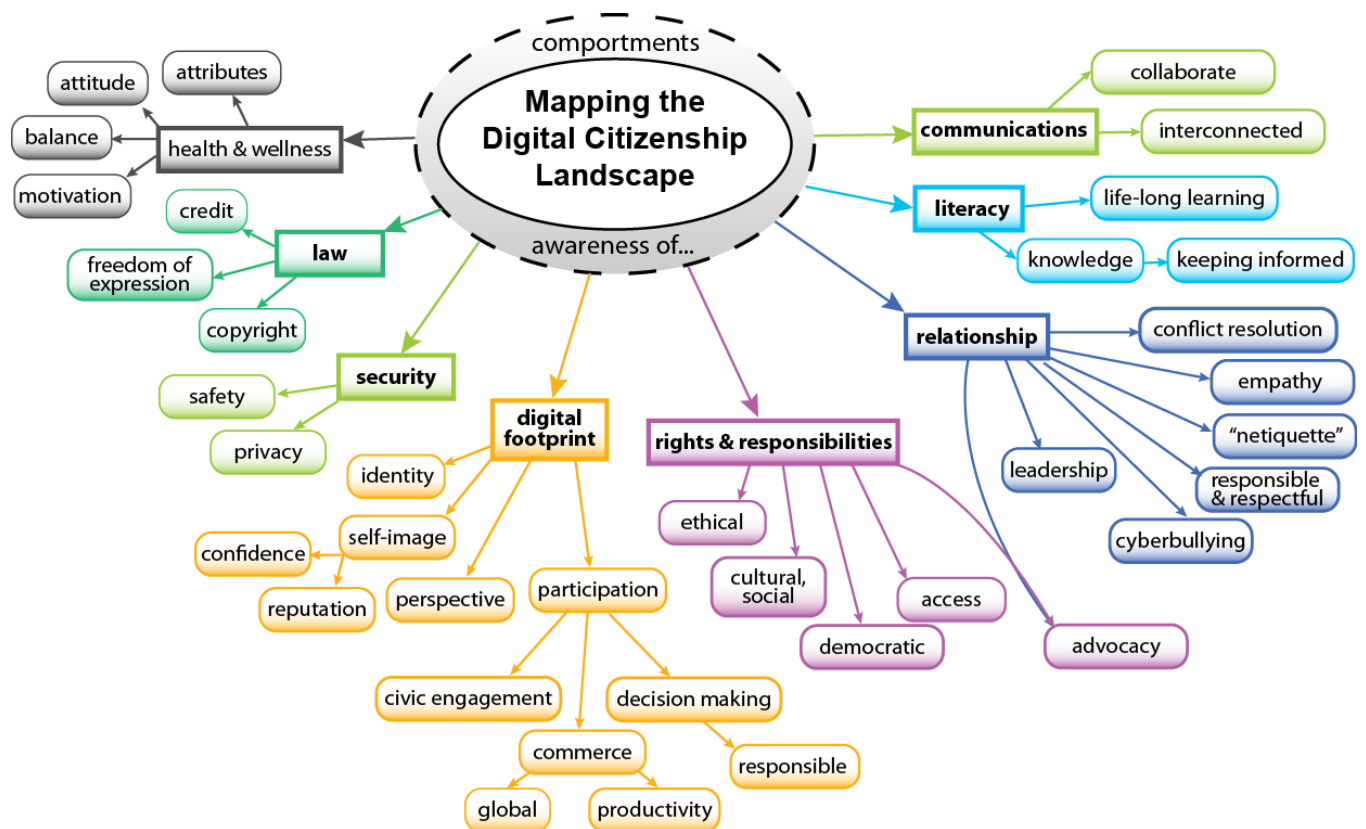 comportments
Mapping the
Digital Citizenship
Landscape
awareness of...
attributes
attitude
balance
motivation
health & wellness
credit
law
freedom of
expression
copyright
security
safety
privacy
digital
footprint
identity
self-image
confidence
reputation
perspective
participation
civic engagement
decision making
commerce
responsible
global
productivity
rights & responsibilities
ethical
cultural,
social
access
democratic
advocacy
communications
collaborate
interconnected
literacy
life-long learning
knowledge
keeping informed
relationship
conflict resolution
empathy
“netiquette”
leadership
responsible
& respectful
cyberbullying